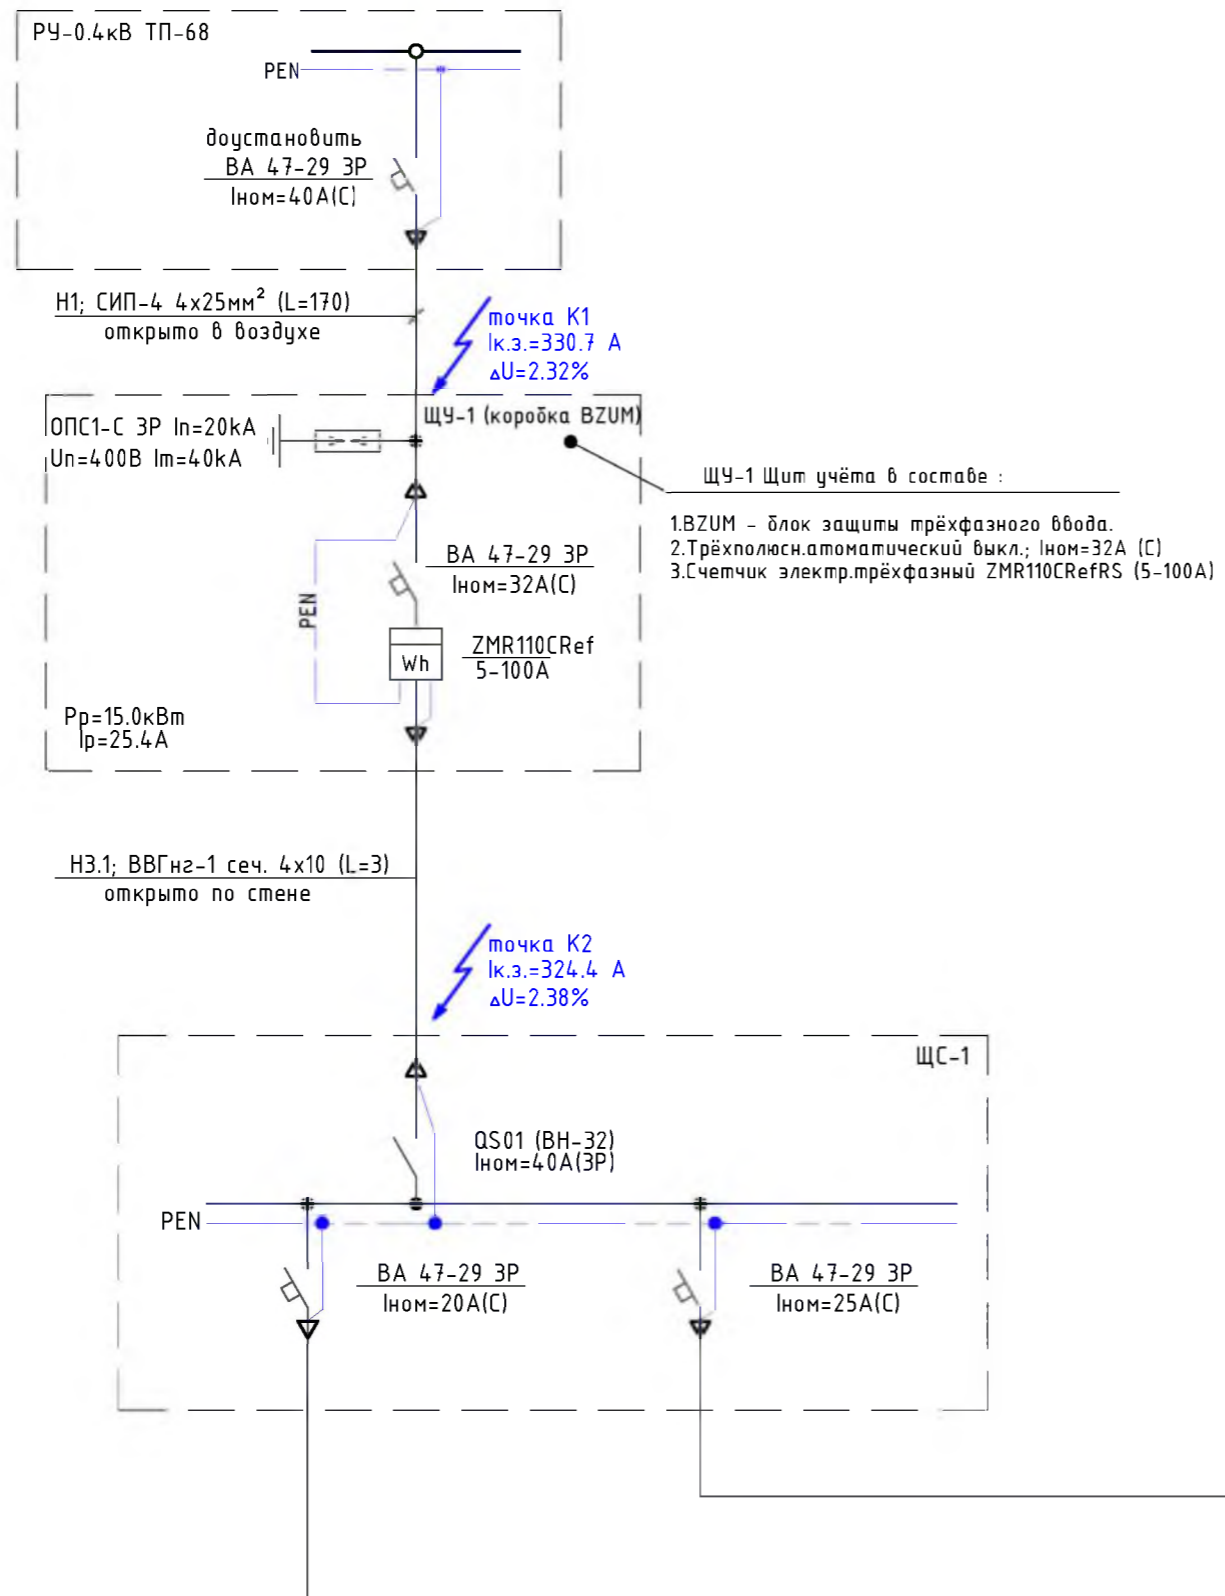 РУ-0.4кВ ТП-68
PEN
доустановить
ВА 47-29 3Р
Iном=40А(С)
Н1; СИП-4 4х25мм² (L=170)
открыто в воздухе
точка К1
Iк.з.=330.7 А
△U=2.32%
ЩУ-1 (коробка BZUM)
ОПС1-С 3Р In=20kA
Un=400В Im=40kA
ЩУ-1 Щит учёта в составе :
1.BZUM - блок защиты трёхфазного ввода.
2.Трёхполюсн.атоматический выкл.; Iном=32А (С)
3.Счетчик электр.трёхфазный ZMR110CRefRS (5-100А)
ВА 47-29 3Р
Iном=32А(С)
PEN
Wh
ZMR110CRef
5-100А
Рр=15.0кВт
Iр=25.4А
Н3.1; ВВГнг-1 сеч. 4х10 (L=3)
открыто по стене
точка К2
Iк.з.=324.4 А
△U=2.38%
ЩС-1
QS01 (ВН-32)
Iном=40А(3Р)
PEN
ВА 47-29 3Р
Iном=20А(С)
ВА 47-29 3Р
Iном=25А(С)